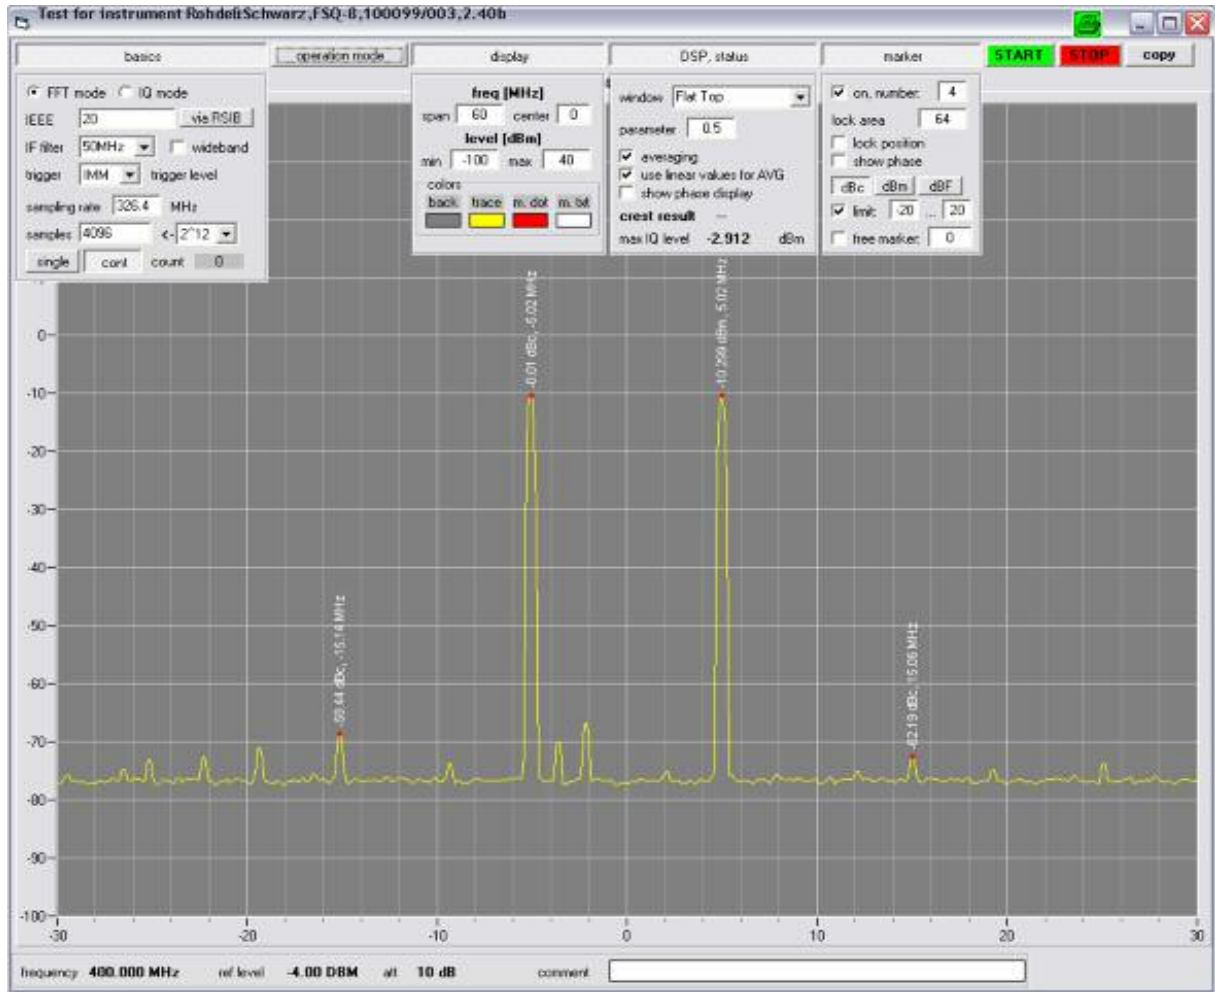 Test for instrument Rohde&Schwarz,FSQ-8,100099/003,2.40b
basics
operation mode
display
DSP, status
marker
START
STOP
copy
FFT mode
IQ mode
IEEE 20 via RSIB
IF filter 50MHz wideband
trigger IMM trigger level
sampling rate 326.4 MHz
samples 4096 <- 2^12
single cont count 0
freq [MHz]
span 60 center 0
level [dBm]
min -100 max 40
colors
back trace m. dot m. txt
window Flat Top
parameter 0.5
averaging
use linear values for AVG
show phase display
crest result --
max IQ level -2.912 dBm
on, number: 4
lock area 64
lock position
show phase
dBc dBm dBF
limit: -20 ... 20
free marker: 0
-59.44 dBc, -15.14 MHz
-0.01 dBc, -5.02 MHz
-10.259 dBm, 5.02 MHz
-62.19 dBc, 15.06 MHz
0
-10
-20
-30
-40
-50
-60
-70
-80
-90
-100
-30 -20 -10 0 10 20 30
frequency 400.000 MHz ref level -4.00 DBM att 10 dB comment